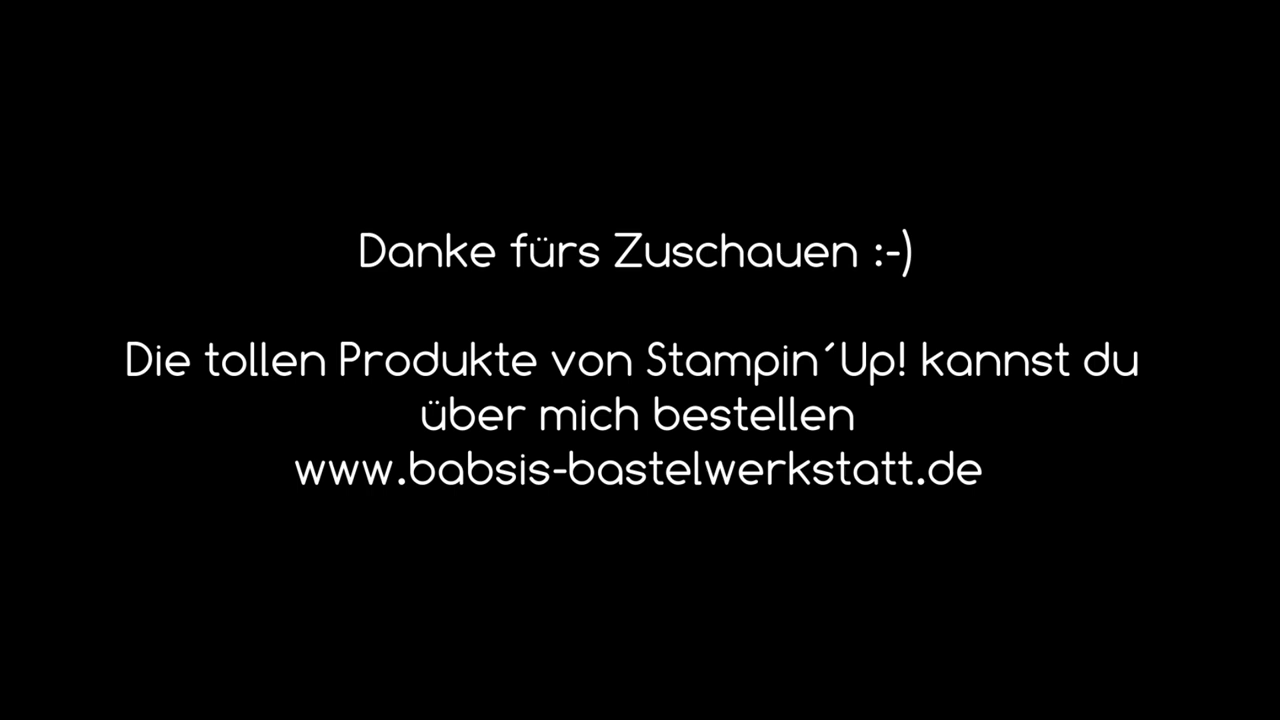 Danke fürs Zuschauen :-)
Die tollen Produkte von Stampin´Up! kannst du
über mich bestellen
www.babsis-bastelwerkstatt.de